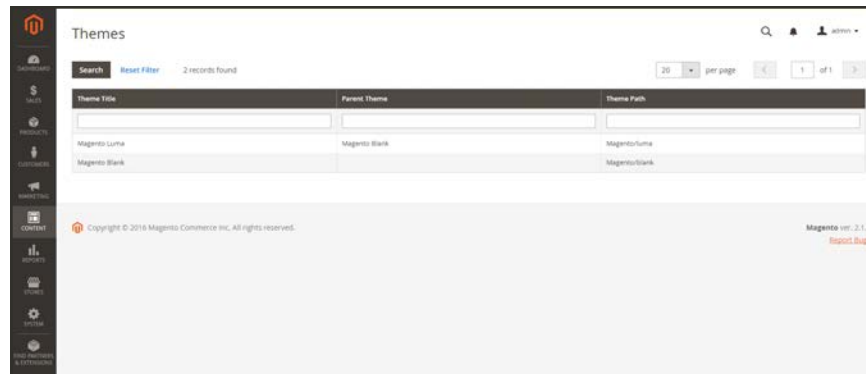 Themes
admin
Search Reset Filter 2 records found 20 per page 1 of 1
Theme Title Parent Theme Theme Path
Magento Luma Magento Blank Magento/luma
Magento Blank Magento/blank
DASHBOARD
SALES
PRODUCTS
CUSTOMERS
MARKETING
CONTENT
REPORTS
STORES
SYSTEM
FIND PARTNERS
& EXTENSIONS
Copyright © 2016 Magento Commerce Inc. All rights reserved.
Magento ver. 2.1.
Report Bug